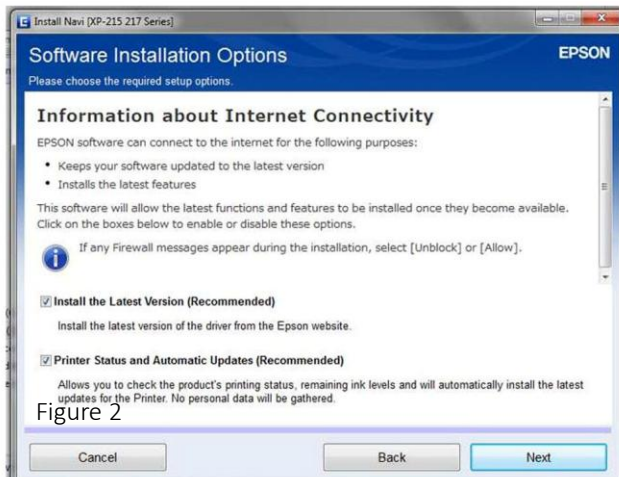 Install Navi [XP-215 217 Series]
Software Installation Options
EPSON
Please choose the required setup options.
Information about Internet Connectivity
EPSON software can connect to the internet for the following purposes:
• Keeps your software updated to the latest version
• Installs the latest features
This software will allow the latest functions and features to be installed once they become available.
Click on the boxes below to enable or disable these options.
If any Firewall messages appear during the installation, select [Unblock] or [Allow].
Install the Latest Version (Recommended)
Install the latest version of the driver from the Epson website.
Printer Status and Automatic Updates (Recommended)
Allows you to check the product's printing status, remaining ink levels and will automatically install the latest
updates for the Printer. No personal data will be gathered.
Figure 2
Cancel
Back
Next